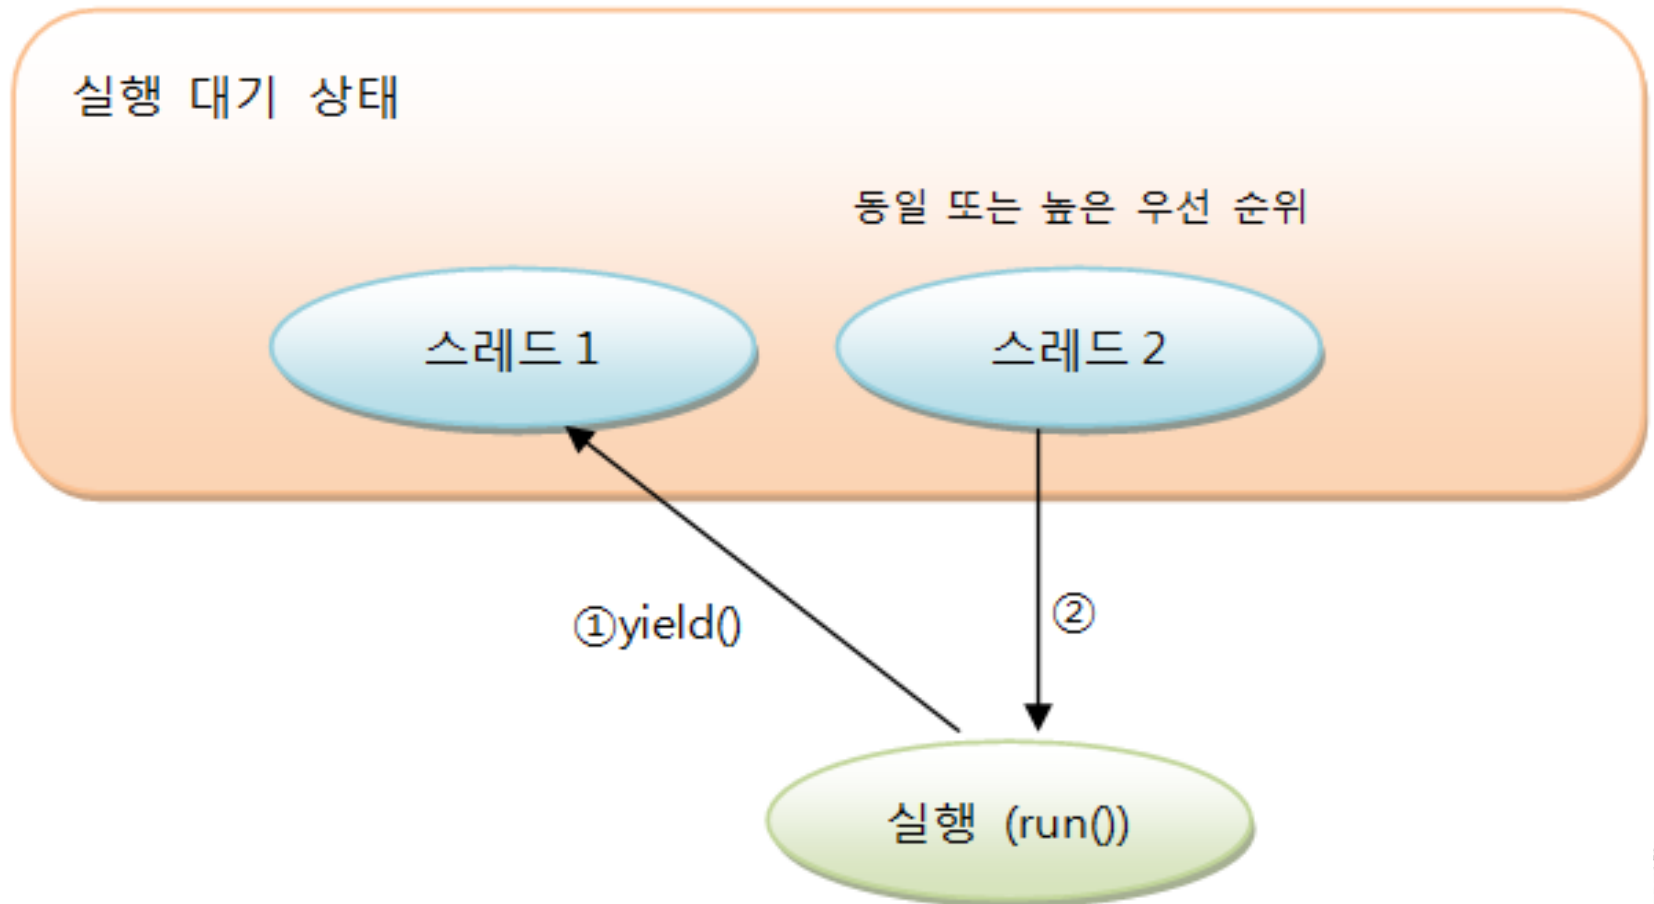 실행 대기 상태
동일 또는 높은 우선 순위
스레드 1
스레드 2
①yield()
②
실행 (run())